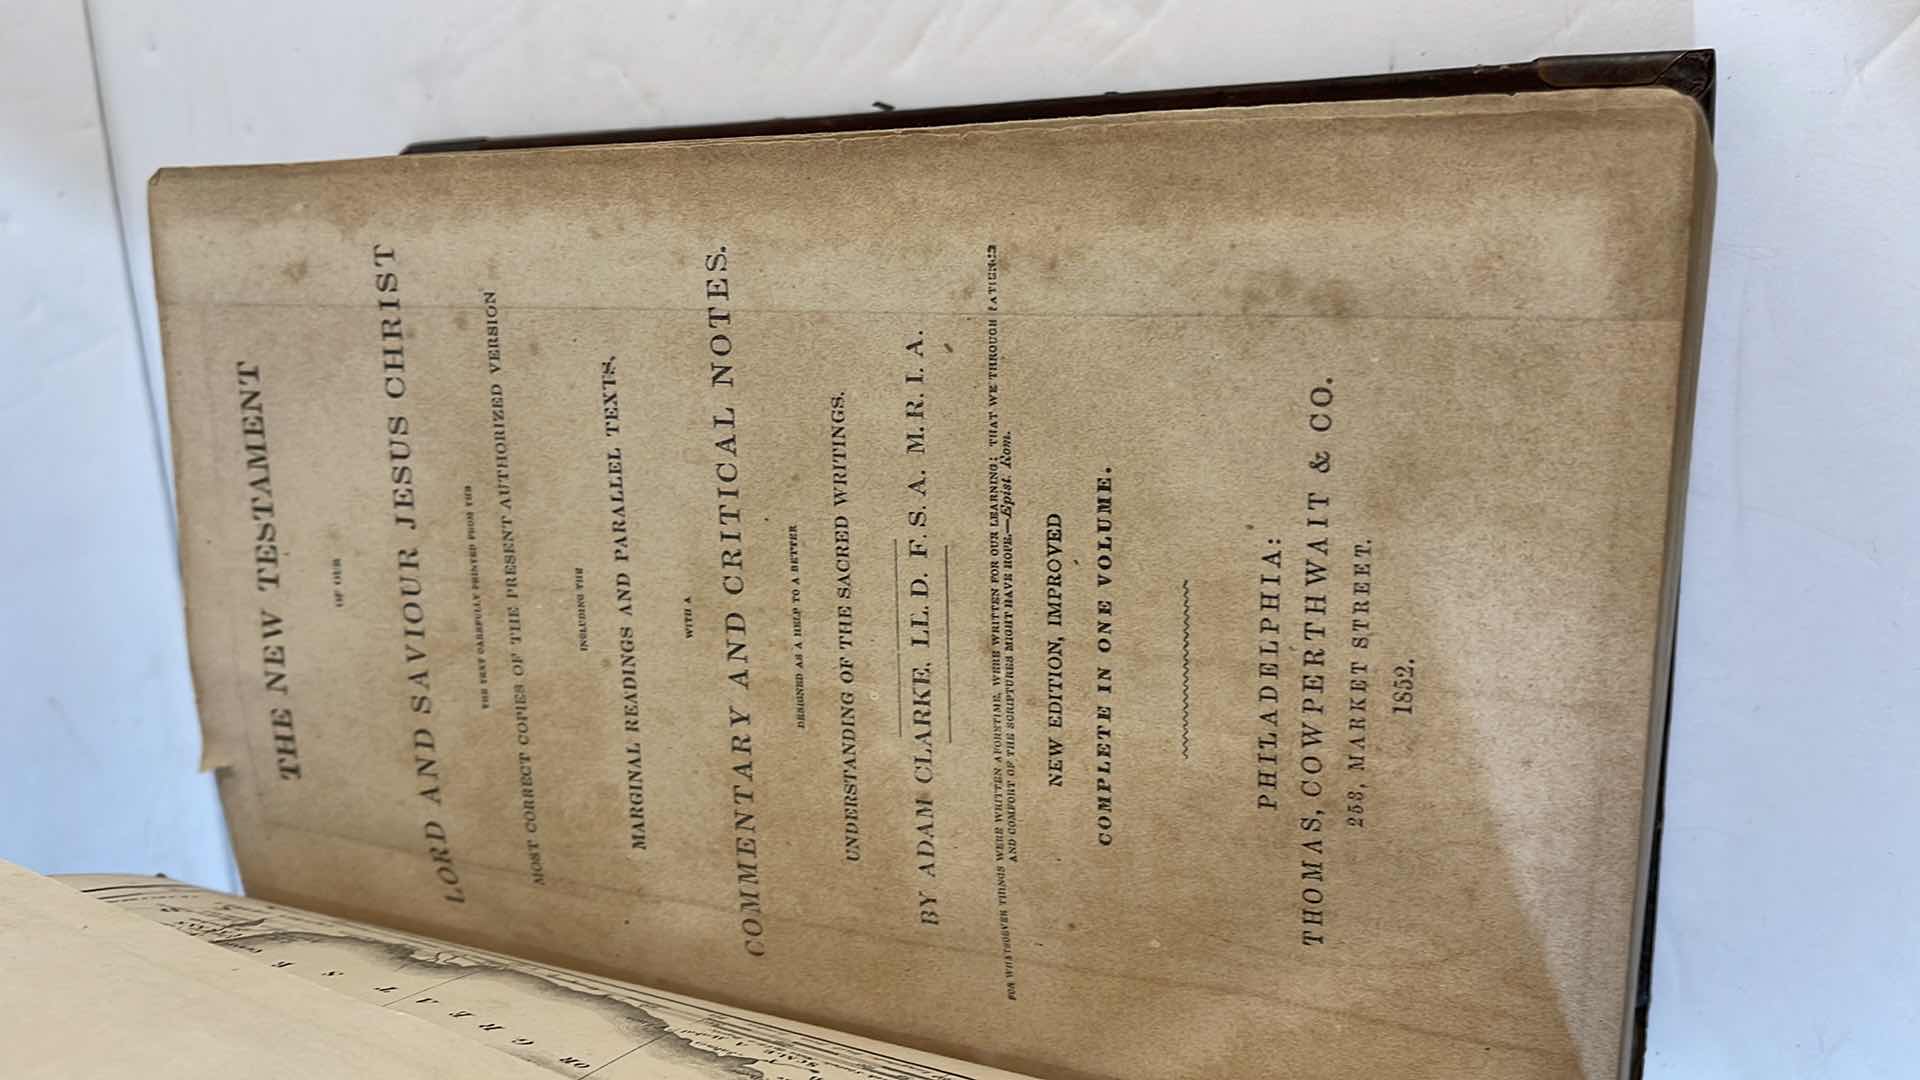 THE NEW TESTAMENT
OF OUR
LORD AND SAVIOUR JESUS CHRIST
THE TEXT CAREFULLY PRINTED FROM THE
MOST CORRECT COPIES OF THE PRESENT AUTHORIZED VERSION
INCLUDING THE
MARGINAL READINGS AND PARALLEL TEXTS,
WITH A
COMMENTARY AND CRITICAL NOTES.
DESIGNED AS A HELP TO A BETTER
UNDERSTANDING OF THE SACRED WRITINGS.
BY ADAM CLARKE, LL. D. F. S. A. M. R. I. A.
FOR WHATSOEVER THINGS WERE WRITTEN AFORETIME, WERE WRITTEN FOR OUR LEARNING; THAT WE THROUGH PATIENCE
AND COMFORT OF THE SCRIPTURES MIGHT HAVE HOPE.—Epist. Rom.
NEW EDITION, IMPROVED
COMPLETE IN ONE VOLUME.
PHILADELPHIA:
THOMAS, COWPERTHWAIT & CO.
253, MARKET STREET.
1852.
OR GREAT SEA